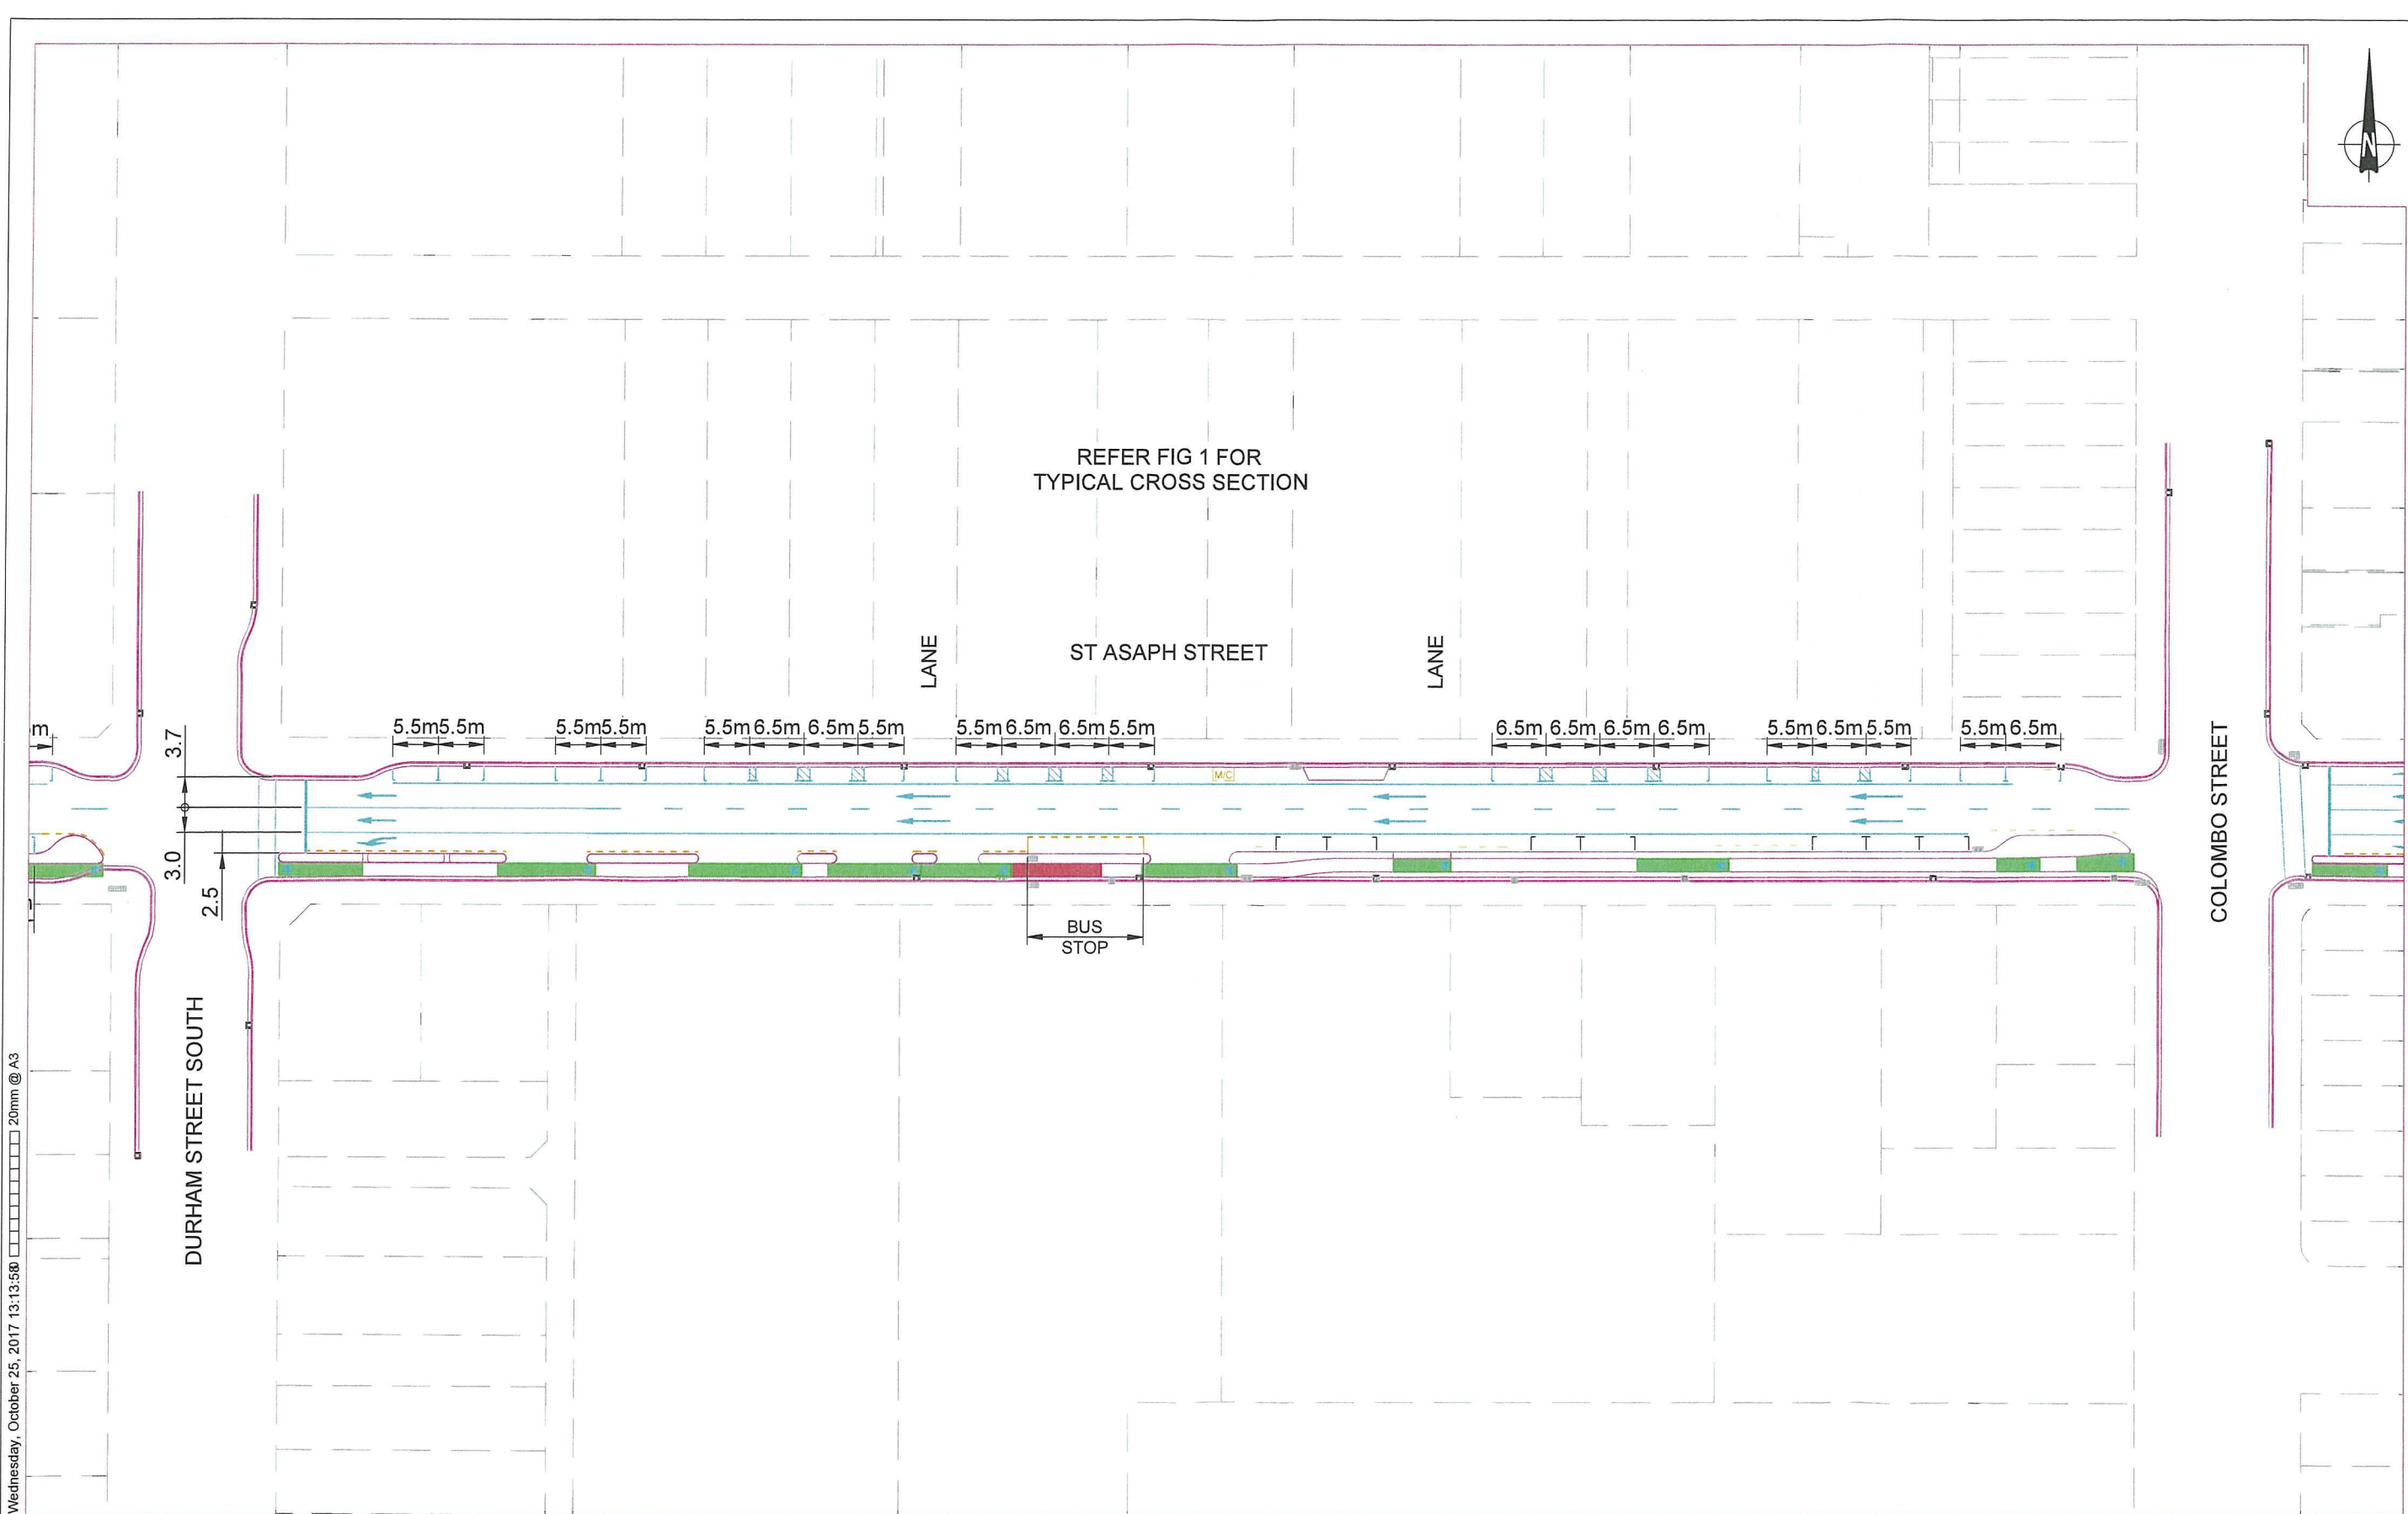 N
REFER FIG 1 FOR
TYPICAL CROSS SECTION
LANE
ST ASAPH STREET
LANE
m
3.7
5.5m 5.5m
5.5m 5.5m
5.5m 6.5m 6.5m 5.5m
5.5m 6.5m 6.5m 5.5m
6.5m 6.5m 6.5m 6.5m
5.5m 6.5m 5.5m
5.5m 6.5m
M/C
3.0
2.5
BUS
STOP
COLOMBO STREET
DURHAM STREET SOUTH
20mm @ A3
Wednesday, October 25, 2017 13:13:58